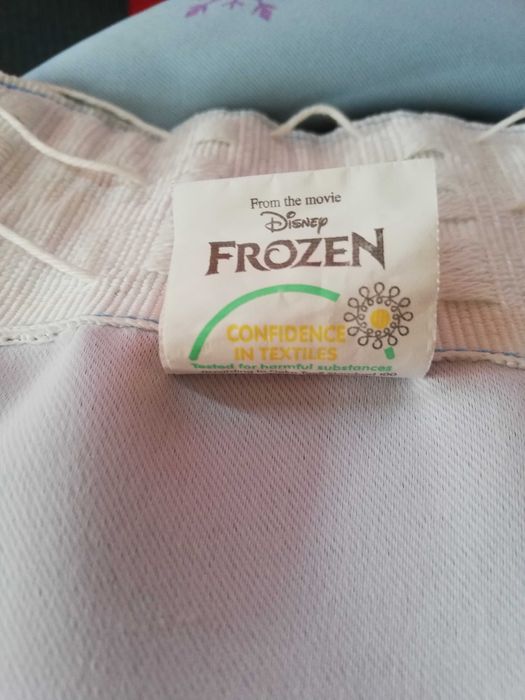 From the movie
Disney
FROZEN
CONFIDENCE
IN TEXTILES
Tested for harmful substances